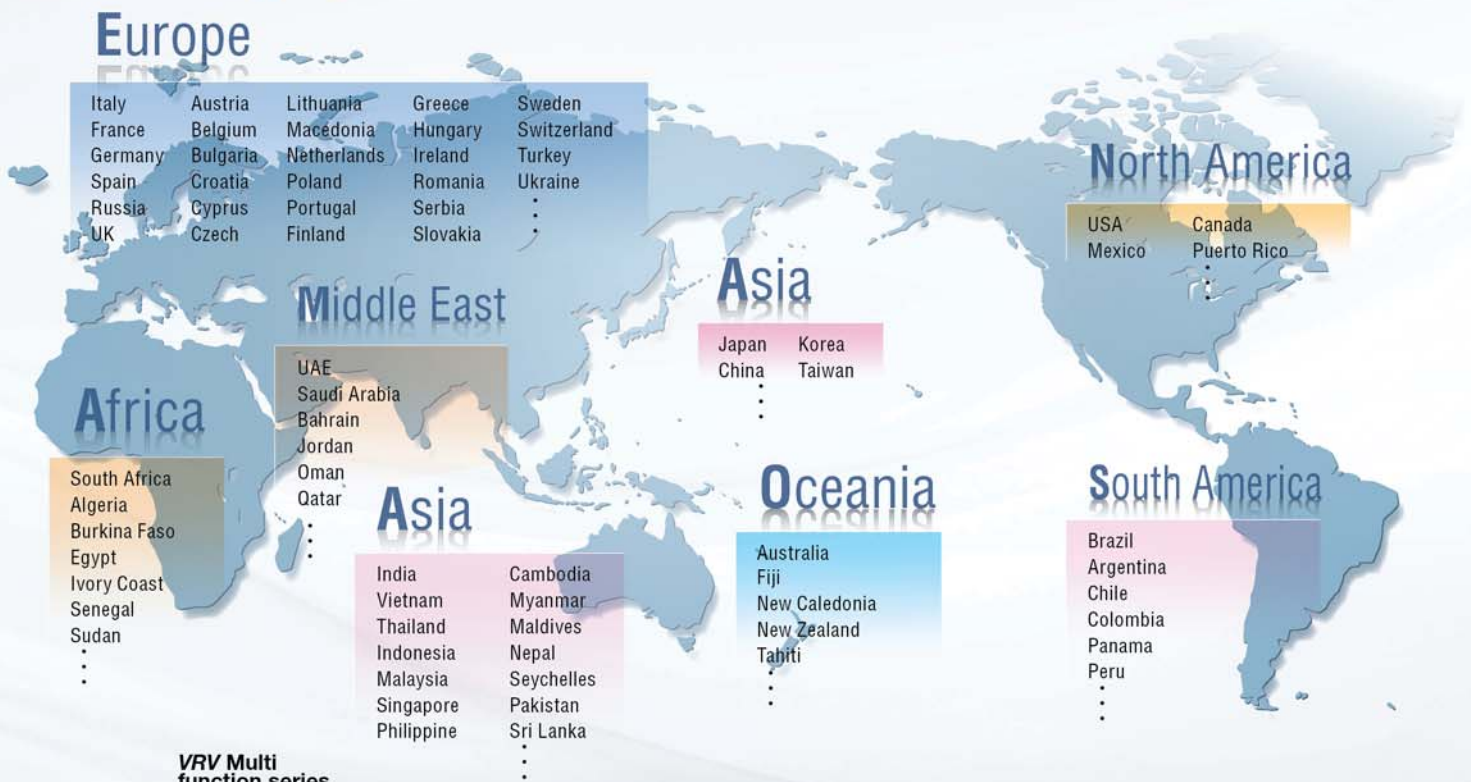 Europe
Italy Austria Lithuania Greece Sweden
France Belgium Macedonia Hungary Switzerland
Germany Bulgaria Netherlands Ireland Turkey
Spain Croatia Poland Romania Ukraine
Russia Cyprus Portugal Serbia
UK Czech Finland Slovakia
North America
USA Canada
Mexico Puerto Rico
Middle East
UAE
Saudi Arabia
Bahrain
Jordan
Oman
Qatar
Asia
Japan Korea
China Taiwan
Africa
South Africa
Algeria
Burkina Faso
Egypt
Ivory Coast
Senegal
Sudan
Asia
India Cambodia
Vietnam Myanmar
Thailand Maldives
Indonesia Nepal
Malaysia Seychelles
Singapore Pakistan
Philippine Sri Lanka
Oceania
Australia
Fiji
New Caledonia
New Zealand
Tahiti
South America
Brazil
Argentina
Chile
Colombia
Panama
Peru
VRV Multi
function series